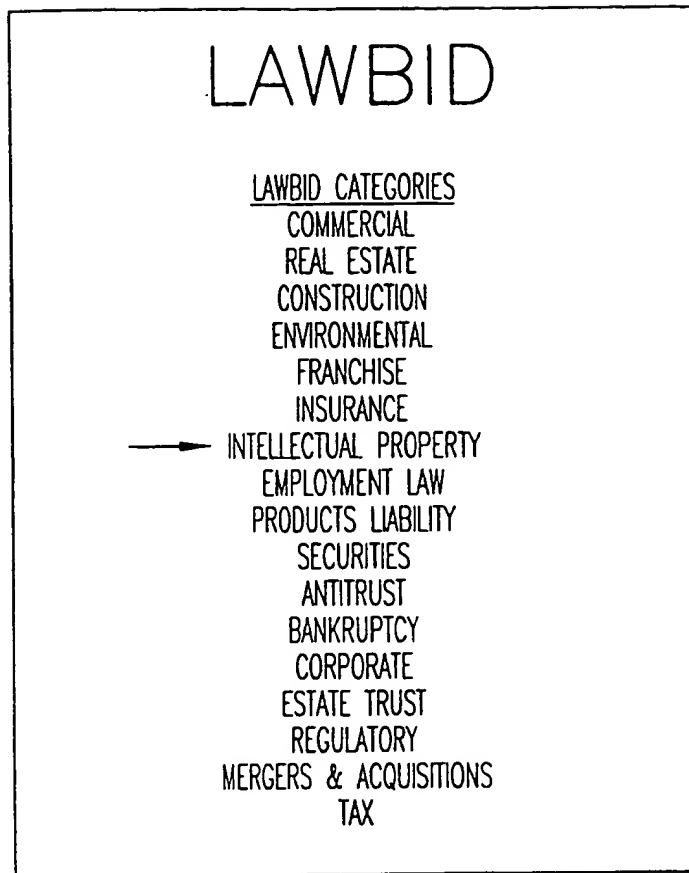 LAWBID
LAWBID CATEGORIES
COMMERCIAL
REAL ESTATE
CONSTRUCTION
ENVIRONMENTAL
FRANCHISE
INSURANCE
INTELLECTUAL PROPERTY
EMPLOYMENT LAW
PRODUCTS LIABILITY
SECURITIES
ANTITRUST
BANKRUPTCY
CORPORATE
ESTATE TRUST
REGULATORY
MERGERS & ACQUISITIONS
TAX